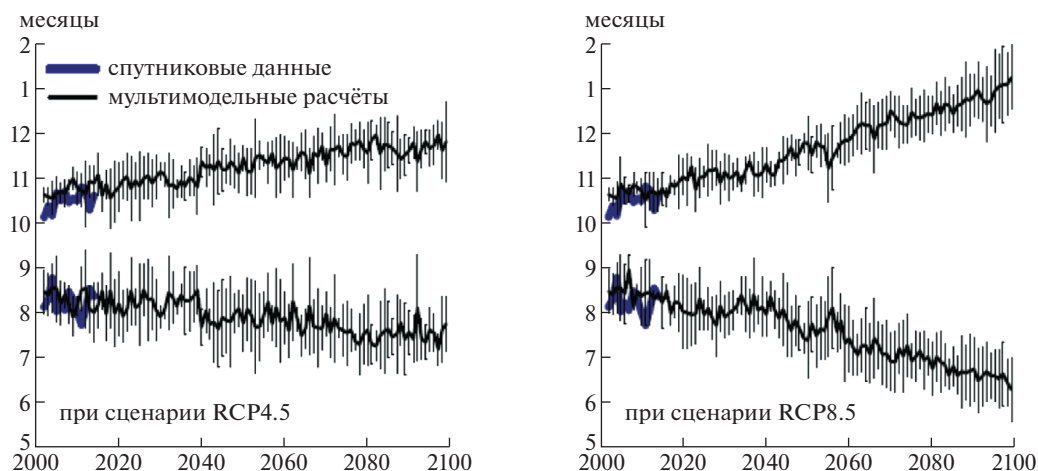 месяцы
2
1
12
11
10
9
8
7
6
5
2000 2020 2040 2060 2080 2100
спутниковые данные
мультимодельные расчёты
при сценарии RCP4.5
месяцы
2
1
12
11
10
9
8
7
6
5
2000 2020 2040 2060 2080 2100
при сценарии RCP8.5